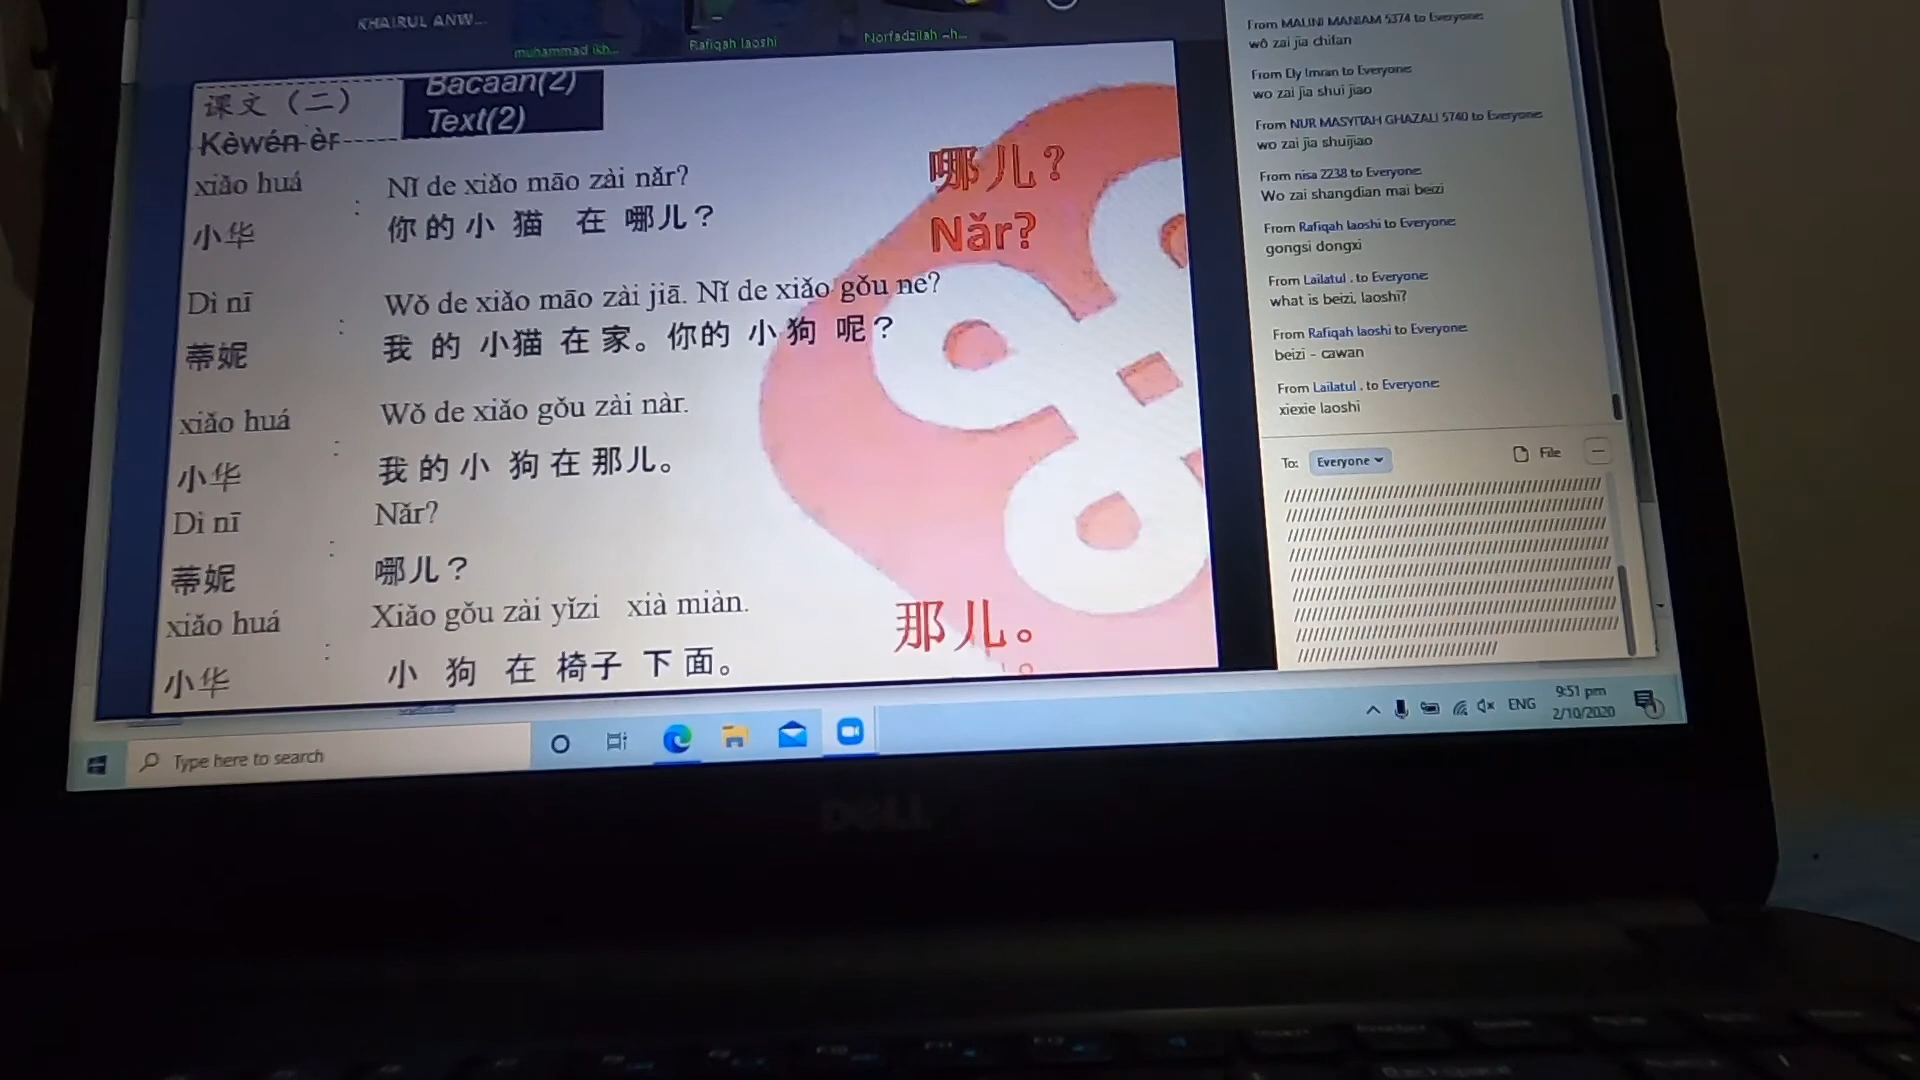 KHAIRUL ANW...
muhammad ikh...
Rafiqah laoshi
Norfadzilah -h...
课文（二）
Kèwén èr
Bacaan(2)
Text(2)
xiǎo huá
Nǐ de xiǎo māo zài nǎr?
小华
:
你的小猫 在 哪儿？
Dì nī
Wǒ de xiǎo māo zài jiā. Nǐ de xiǎo gǒu ne?
蒂妮
:
我 的 小猫 在 家。你的 小狗 呢？
xiǎo huá
Wǒ de xiǎo gǒu zài nàr.
小华
:
我的小 狗在那儿。
Dì nī
Nǎr?
蒂妮
:
哪儿？
xiǎo huá
Xiǎo gǒu zài yǐzi xià miàn.
小华
:
小 狗 在 椅子 下面。
哪儿？
Nǎr?
那儿。
From MALINI MANIAM 5374 to Everyone:
wǒ zai jia chifan
From Ely Imran to Everyone:
wo zai jia shui jiao
From NUR MASYITAH GHAZALI 5740 to Everyone:
wo zai jia shuijiao
From nisa 2238 to Everyone:
Wo zai shangdian mai beizi
From Rafiqah laoshi to Everyone:
gongsi dongxi
From Lailatul . to Everyone:
what is beizi, laoshi?
From Rafiqah laoshi to Everyone:
beizi - cawan
From Lailatul . to Everyone:
xiexie laoshi
To: Everyone File
Type here to search
ENG
9:51 pm
2/10/2020
DELL